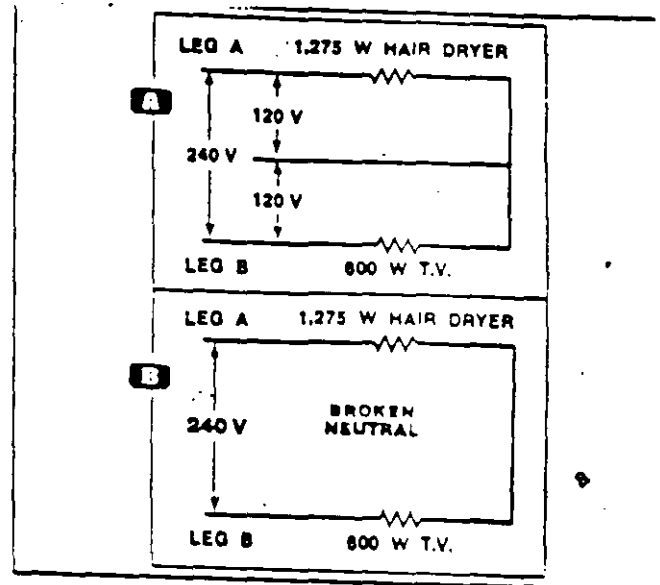 LEG A 1,275 W HAIR DRYER
A
120 V
240 V
120 V
LEG B 600 W T.V.
LEG A 1,275 W HAIR DRYER
B
240 V
BROKEN
NEUTRAL
LEG B 600 W T.V.